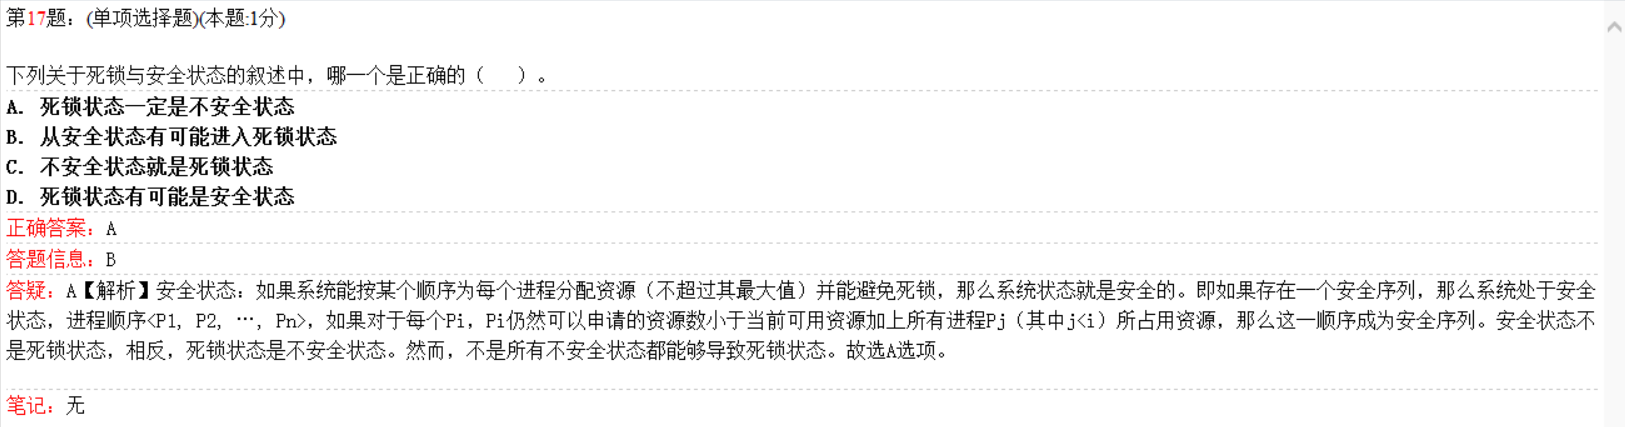 第17题：(单项选择题)(本题:1分)
下列关于死锁与安全状态的叙述中，哪一个是正确的（   ）。
A. 死锁状态一定是不安全状态
B. 从安全状态有可能进入死锁状态
C. 不安全状态就是死锁状态
D. 死锁状态有可能是安全状态
正确答案：A
答题信息：B
答疑：A【解析】安全状态：如果系统能按某个顺序为每个进程分配资源（不超过其最大值）并能避免死锁，那么系统状态就是安全的。即如果存在一个安全序列，那么系统处于安全
状态，进程顺序<P1, P2, …, Pn>，如果对于每个Pi，Pi仍然可以申请的资源数小于当前可用资源加上所有进程Pj（其中j<i）所占用资源，那么这一顺序成为安全序列。安全状态不
是死锁状态，相反，死锁状态是不安全状态。然而，不是所有不安全状态都能够导致死锁状态。故选A选项。
笔记：无